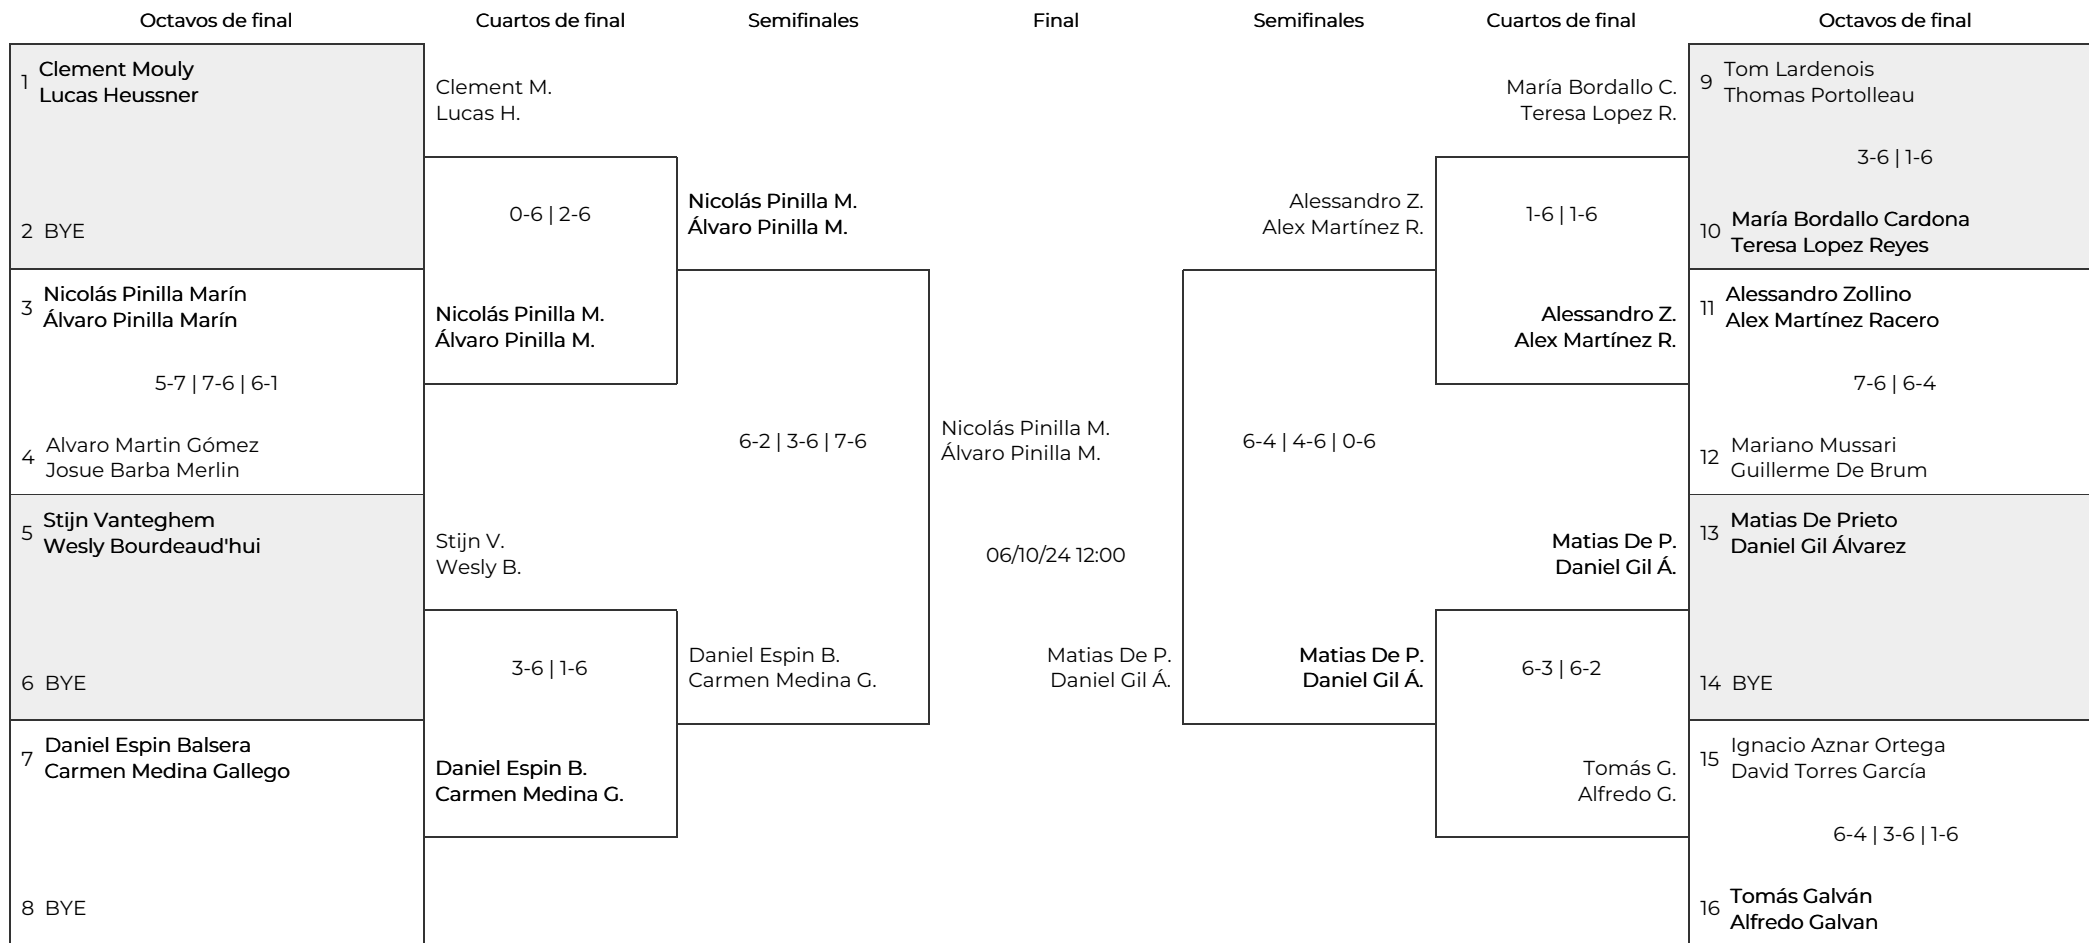 Octavos de final
Cuartos de final
Semifinales
Final
Semifinales
Cuartos de final
Octavos de final
1 Clement Mouly
Lucas Heussner
2 BYE
3 Nicolás Pinilla Marín
Álvaro Pinilla Marín
5-7 | 7-6 | 6-1
4 Alvaro Martin Gómez
Josue Barba Merlin
5 Stijn Vanteghem
Wesly Bourdeaud'hui
6 BYE
7 Daniel Espin Balsera
Carmen Medina Gallego
8 BYE
Clement M.
Lucas H.
0-6 | 2-6
Nicolás Pinilla M.
Álvaro Pinilla M.
Stijn V.
Wesly B.
3-6 | 1-6
Daniel Espin B.
Carmen Medina G.
Nicolás Pinilla M.
Álvaro Pinilla M.
6-2 | 3-6 | 7-6
Daniel Espin B.
Carmen Medina G.
Nicolás Pinilla M.
Álvaro Pinilla M.
06/10/24 12:00
Matias De P.
Daniel Gil Á.
Alessandro Z.
Alex Martínez R.
6-4 | 4-6 | 0-6
Matias De P.
Daniel Gil Á.
María Bordallo C.
Teresa Lopez R.
1-6 | 1-6
Alessandro Z.
Alex Martínez R.
Matias De P.
Daniel Gil Á.
6-3 | 6-2
Tomás G.
Alfredo G.
9 Tom Lardenois
Thomas Portolleau
3-6 | 1-6
10 María Bordallo Cardona
Teresa Lopez Reyes
11 Alessandro Zollino
Alex Martínez Racero
7-6 | 6-4
12 Mariano Mussari
Guillerme De Brum
13 Matias De Prieto
Daniel Gil Álvarez
14 BYE
15 Ignacio Aznar Ortega
David Torres García
6-4 | 3-6 | 1-6
16 Tomás Galván
Alfredo Galvan